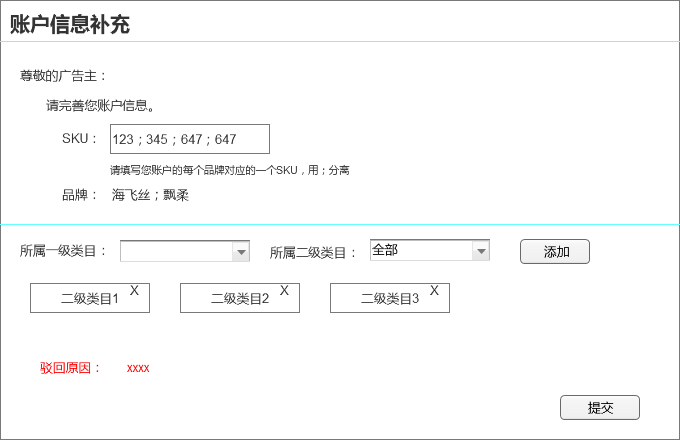 账户信息补充
尊敬的广告主：
请完善您账户信息。
SKU： 123；345；647；647
请填写您账户的每个品牌对应的一个SKU，用；分离
品牌： 海飞丝；飘柔
所属一级类目： 所属二级类目： 全部 添加
二级类目1 X 二级类目2 X 二级类目3 X
驳回原因： xxxx
提交